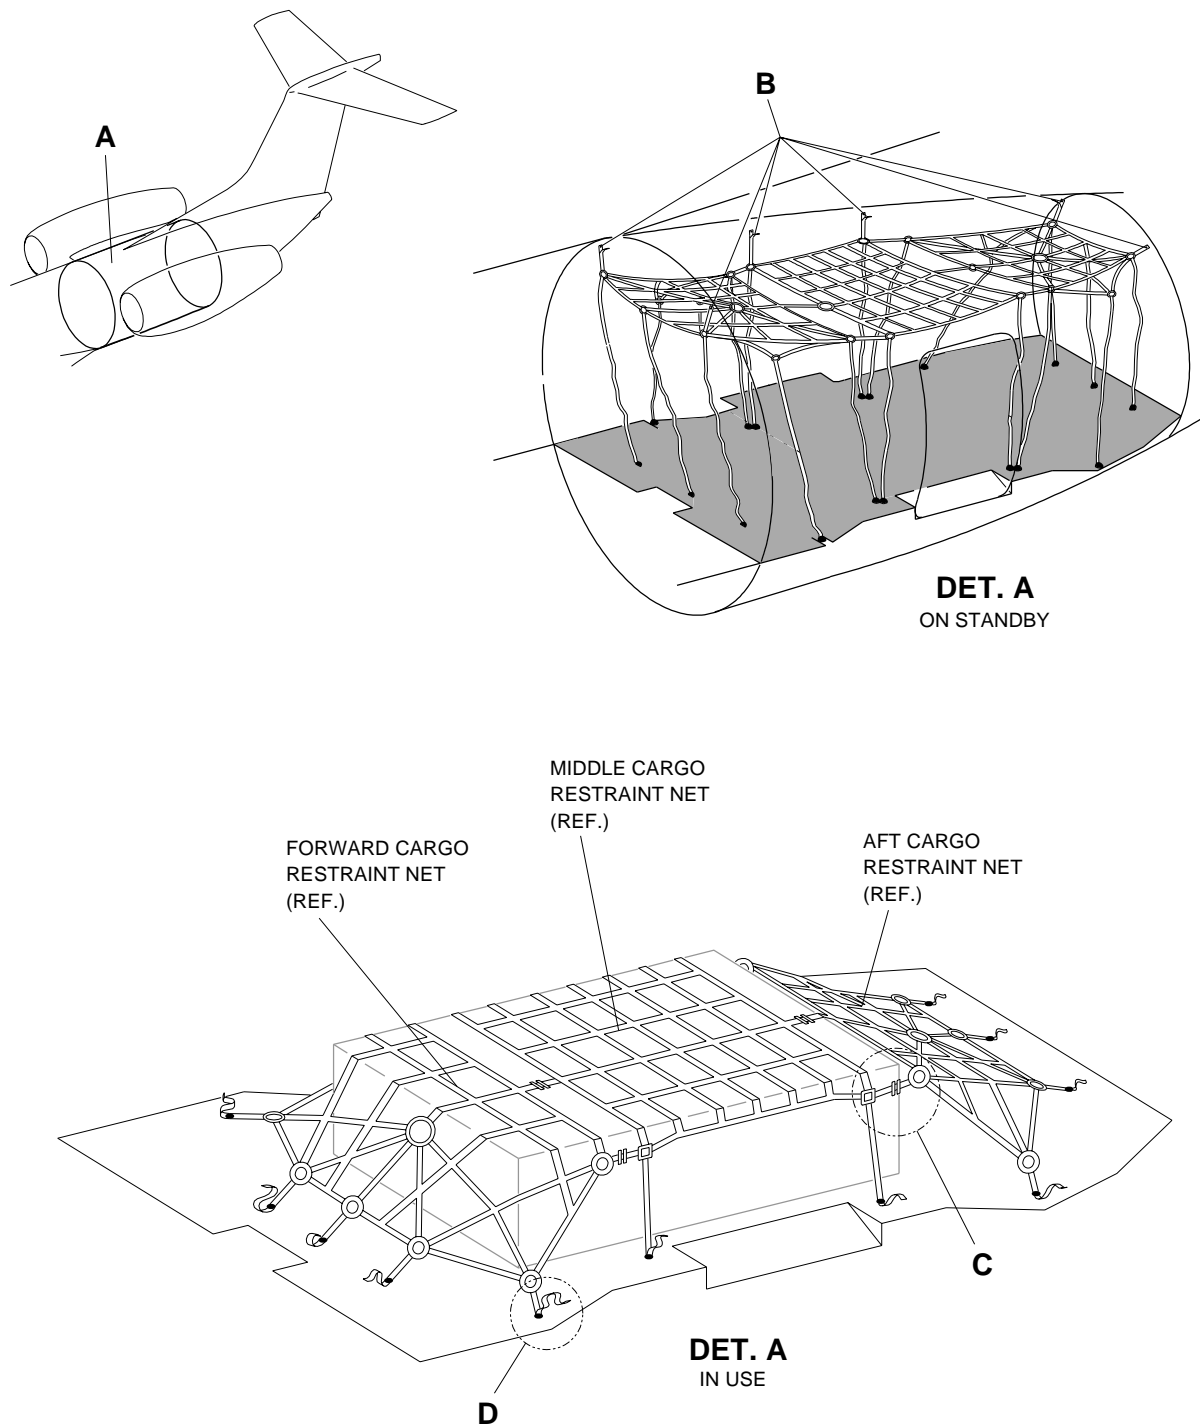 A
B
DET. A
ON STANDBY
MIDDLE CARGO
RESTRAINT NET
(REF.)
FORWARD CARGO
RESTRAINT NET
(REF.)
AFT CARGO
RESTRAINT NET
(REF.)
C
DET. A
IN USE
D